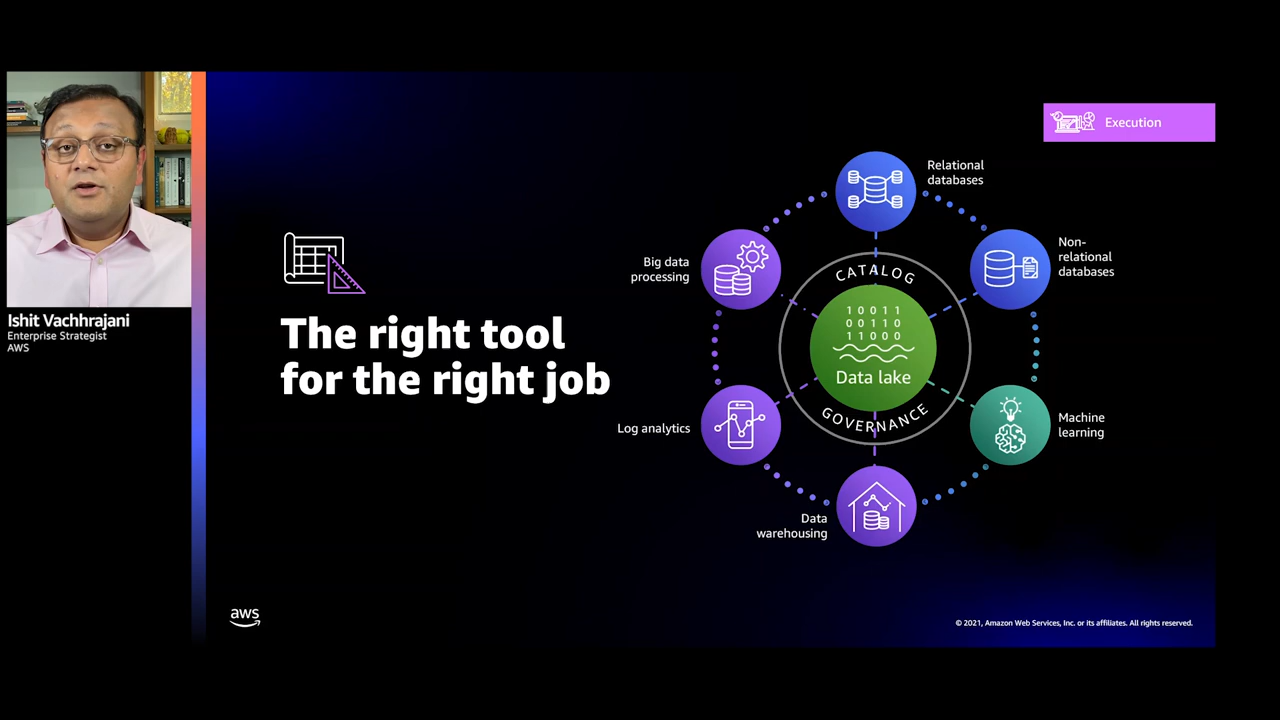 Ishit Vachhrajani
Enterprise Strategist
AWS
Execution
The right tool
for the right job
Relational
databases
Non-
relational
databases
Machine
learning
Data
warehousing
Log analytics
Big data
processing
CATALOG
10011
00110
11000
Data lake
GOVERNANCE
aws
© 2021, Amazon Web Services, Inc. or its affiliates. All rights reserved.